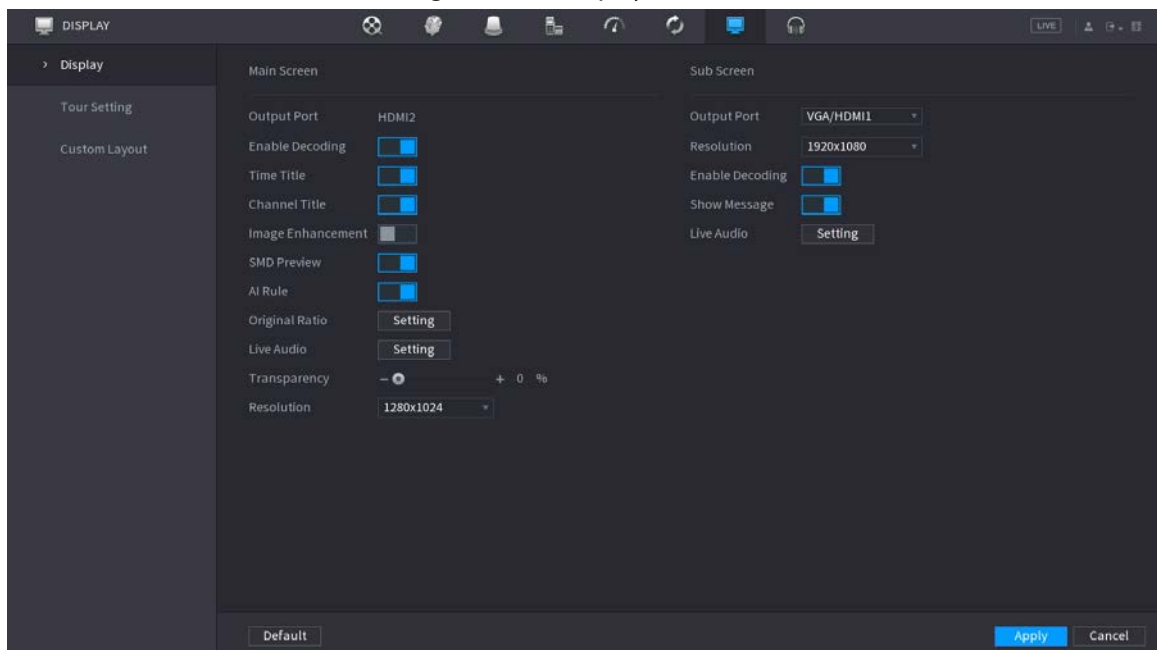 DISPLAY
LIVE
Display
Tour Setting
Custom Layout
Main Screen
Output Port HDMI2
Enable Decoding
Time Title
Channel Title
Image Enhancement
SMD Preview
AI Rule
Original Ratio Setting
Live Audio Setting
Transparency - + 0 %
Resolution 1280x1024
Sub Screen
Output Port VGA/HDMI1
Resolution 1920x1080
Enable Decoding
Show Message
Live Audio Setting
Default
Apply Cancel